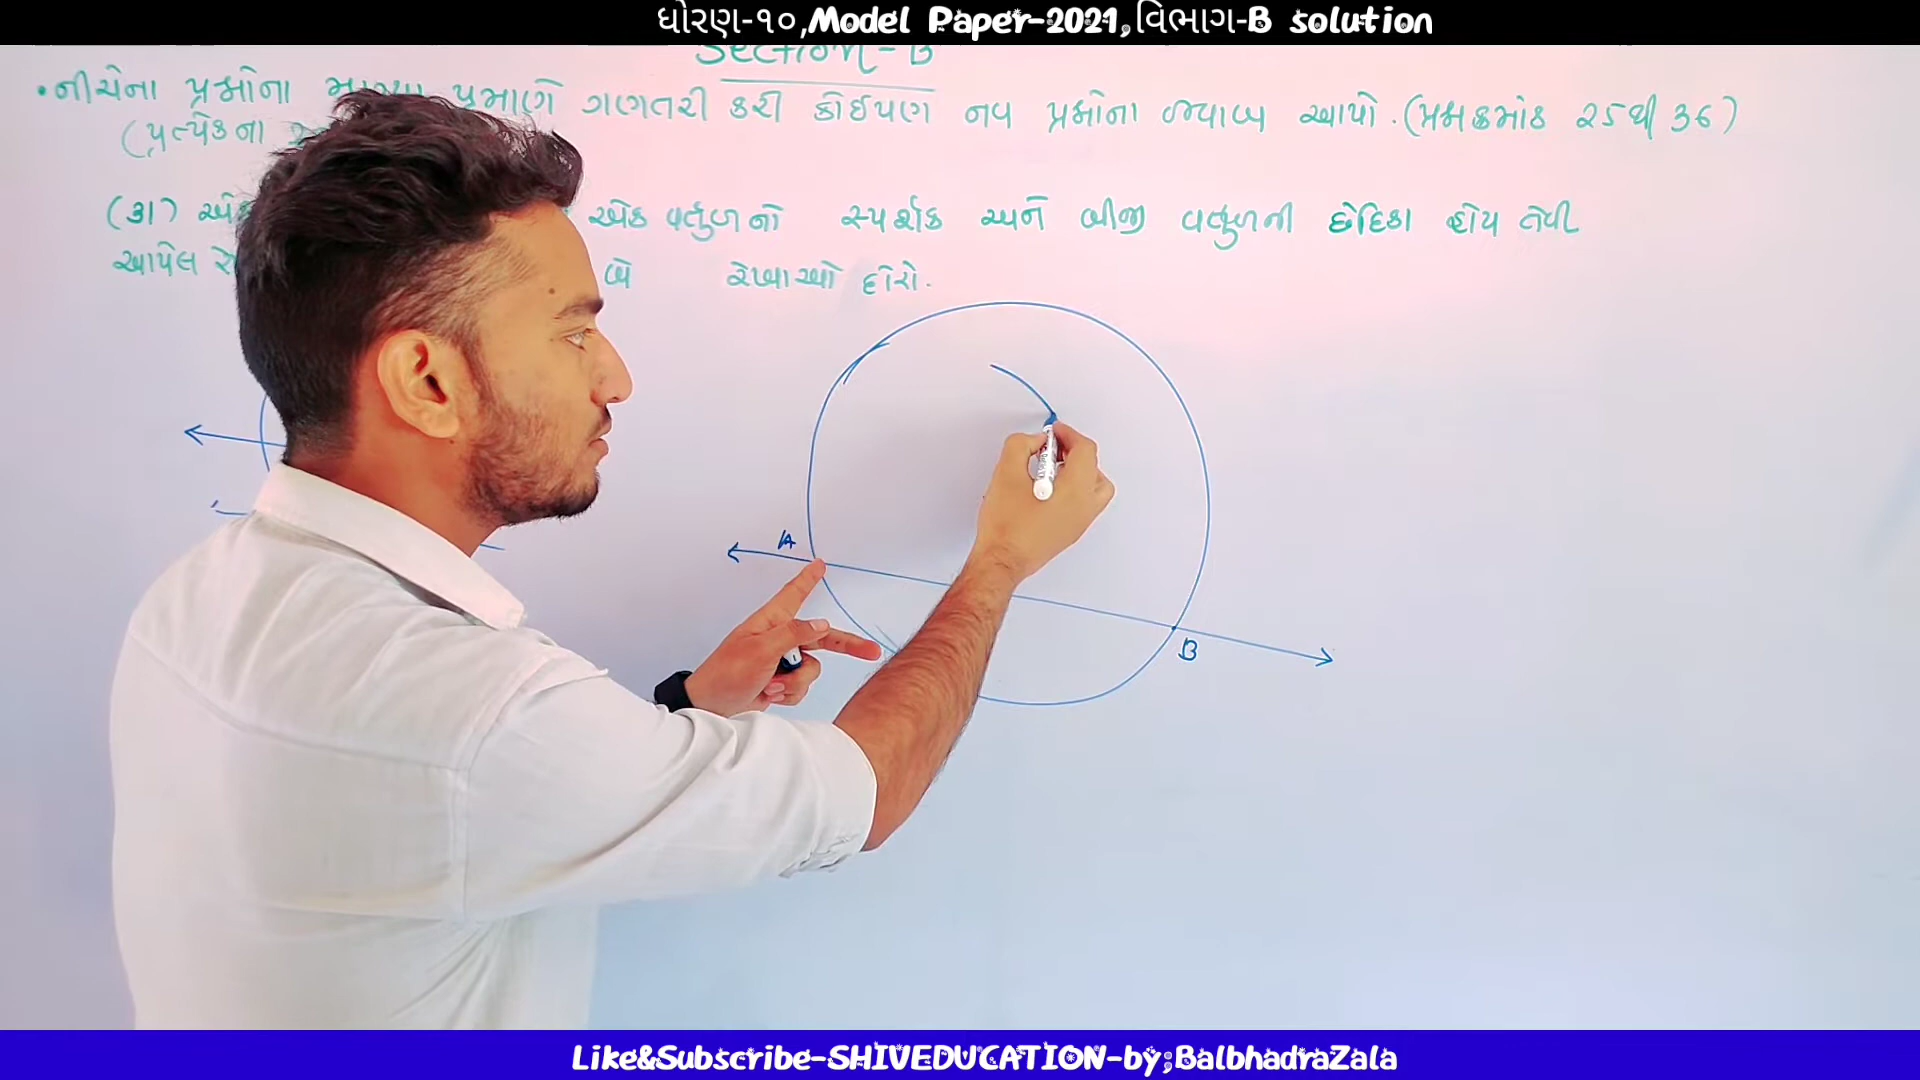 ધોરણ-૧૦,Model Paper-2021,વિભાગ-B solution
Section-B
•નીચેના પ્રશ્નોના માગ્યા પ્રમાણે ગણતરી કરી કોઈપણ નવ પ્રશ્નોના જવાબ આપો.(પ્રશ્નક્રમાંક 25થી 36)
(પ્રત્યેકના
(31) એક વર્તુળનો સ્પર્શક અને બીજી વર્તુળની છેદિકા હોય તેવી
આપેલ બે રેખાઓ દોરો.
A
B
Like&Subscribe-SHIVEDUCATION-by;BalbhadraZala